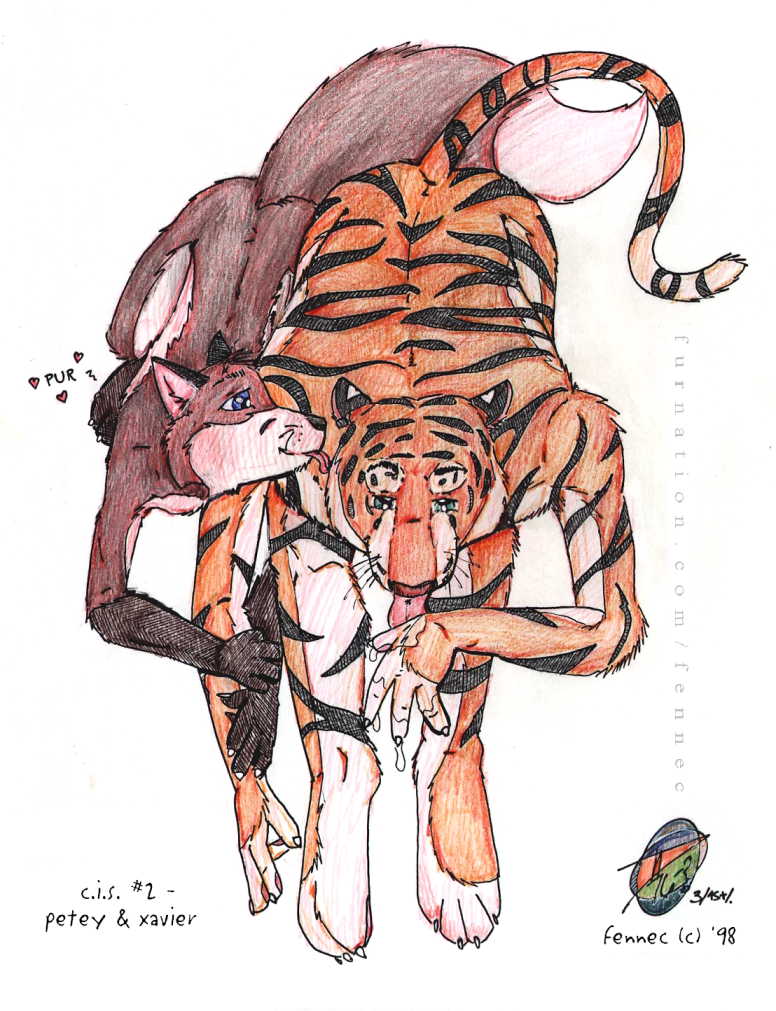 PUR
furnation.com/fennec
c.i.s. #2 -
petey & xavier
fennec (c) '98